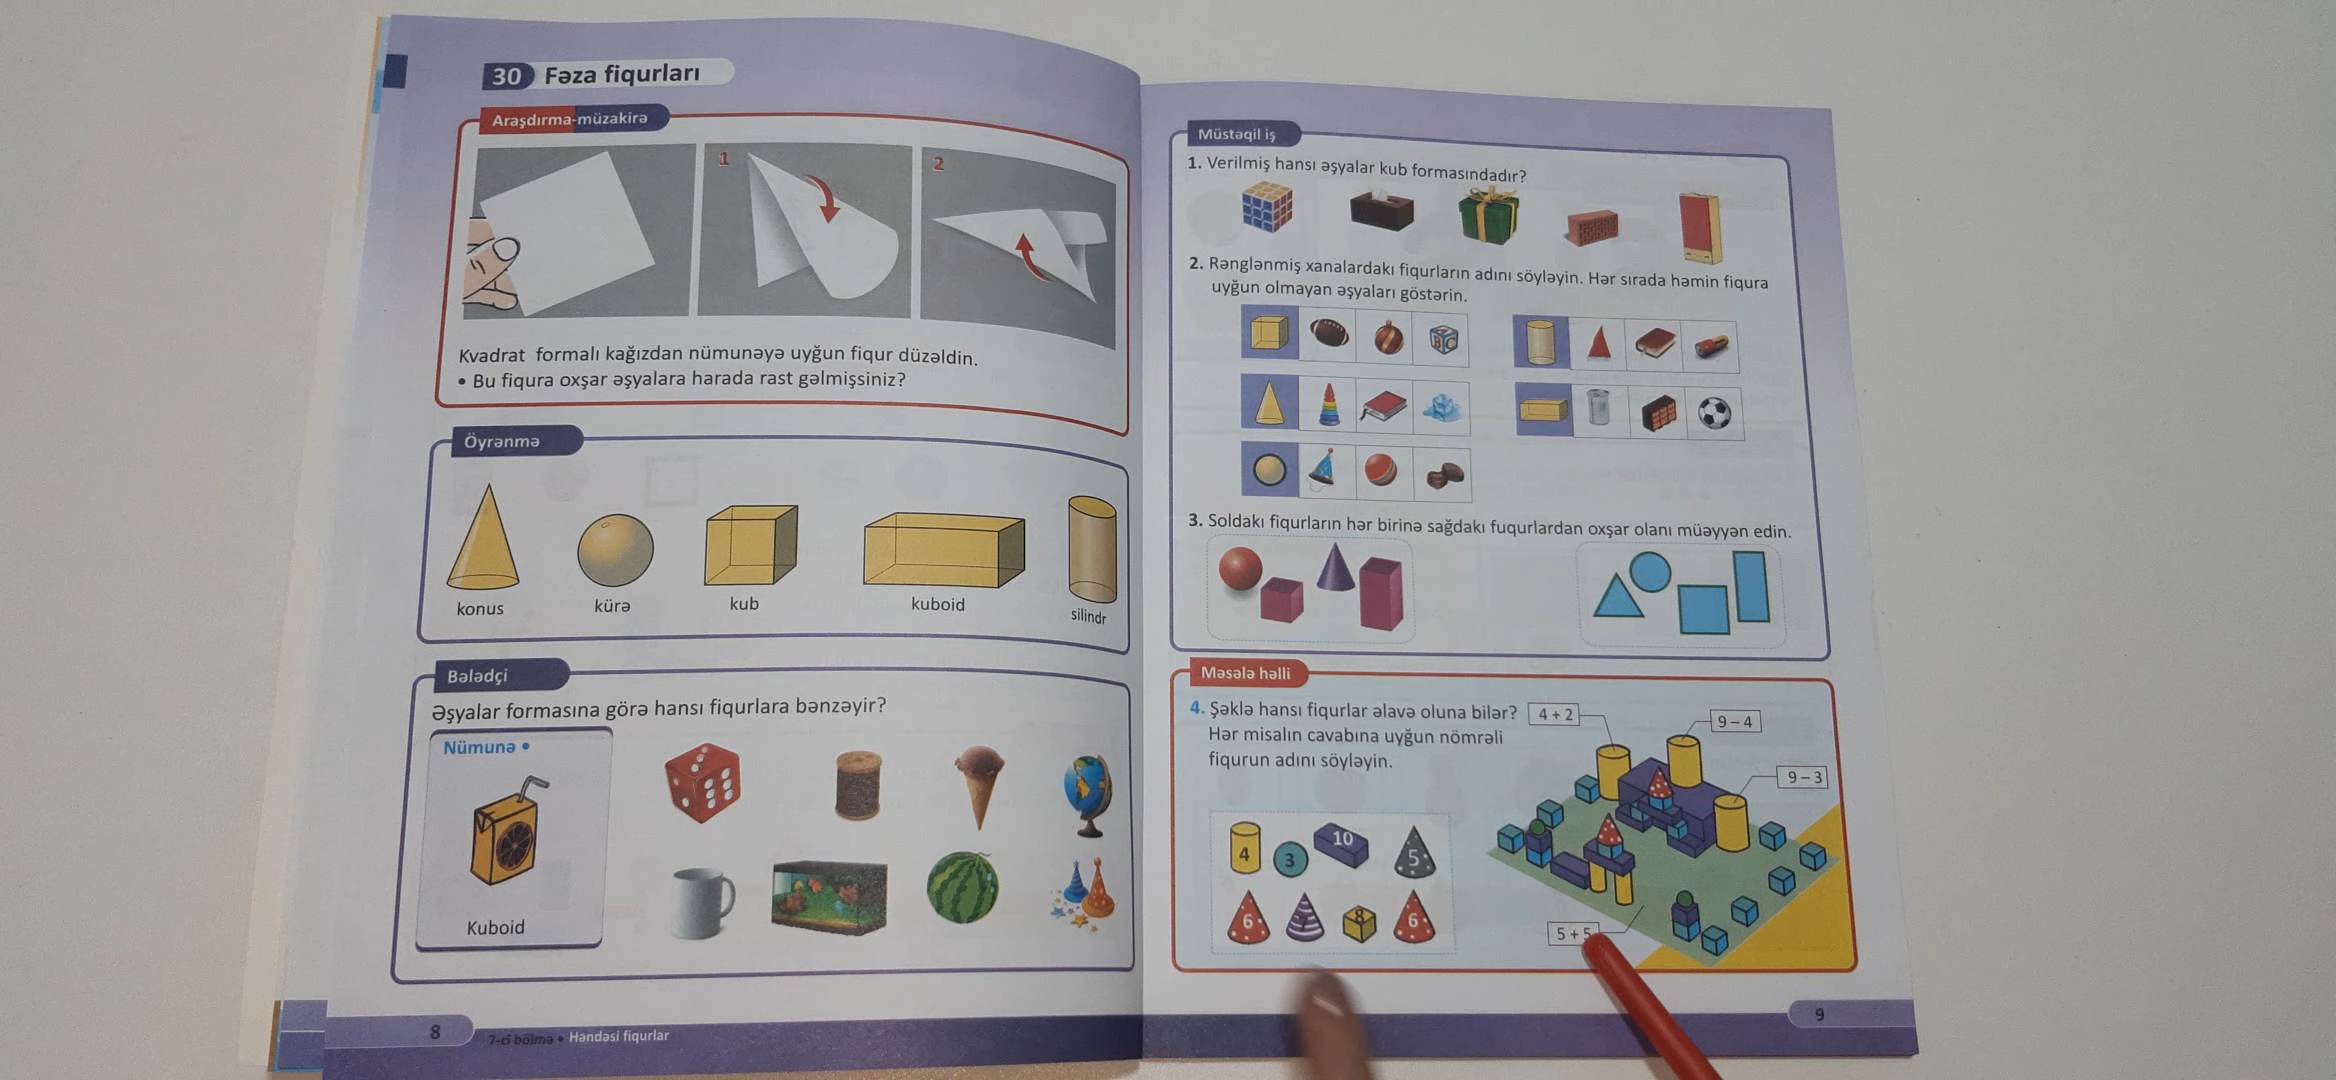 30 Fəza fiqurları
Araşdırma-müzakirə
1
2
Kvadrat formalı kağızdan nümunəyə uyğun fiqur düzəldin.
• Bu fiqura oxşar əşyalara harada rast gəlmişsiniz?
Öyrənmə
konus
kürə
kub
kuboid
silindr
Bələdçi
Əşyalar formasına görə hansı fiqurlara bənzəyir?
Nümunə •
Kuboid
8
7-ci bölmə • Həndəsi fiqurlar
Müstəqil iş
1. Verilmiş hansı əşyalar kub formasındadır?
2. Rənglənmiş xanalardakı fiqurların adını söyləyin. Hər sırada həmin fiqura
uyğun olmayan əşyaları göstərin.
3. Soldakı fiqurların hər birinə sağdakı fuqurlardan oxşar olanı müəyyən edin.
Məsələ həlli
4. Şəklə hansı fiqurlar əlavə oluna bilər?
Hər misalın cavabına uyğun nömrəli
fiqurun adını söyləyin.
4 + 2
9 – 4
9 – 3
5 + 5
4
3
10
5
6
7
8
6
9